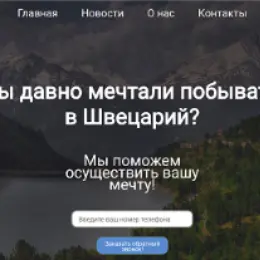 Главная Новости О нас Контакты
ы давно мечтали побыват
в Швецарий?
Мы поможем
осуществить вашу
мечту!
Введите ваш номер телефона
Заказать обратный
звонок!